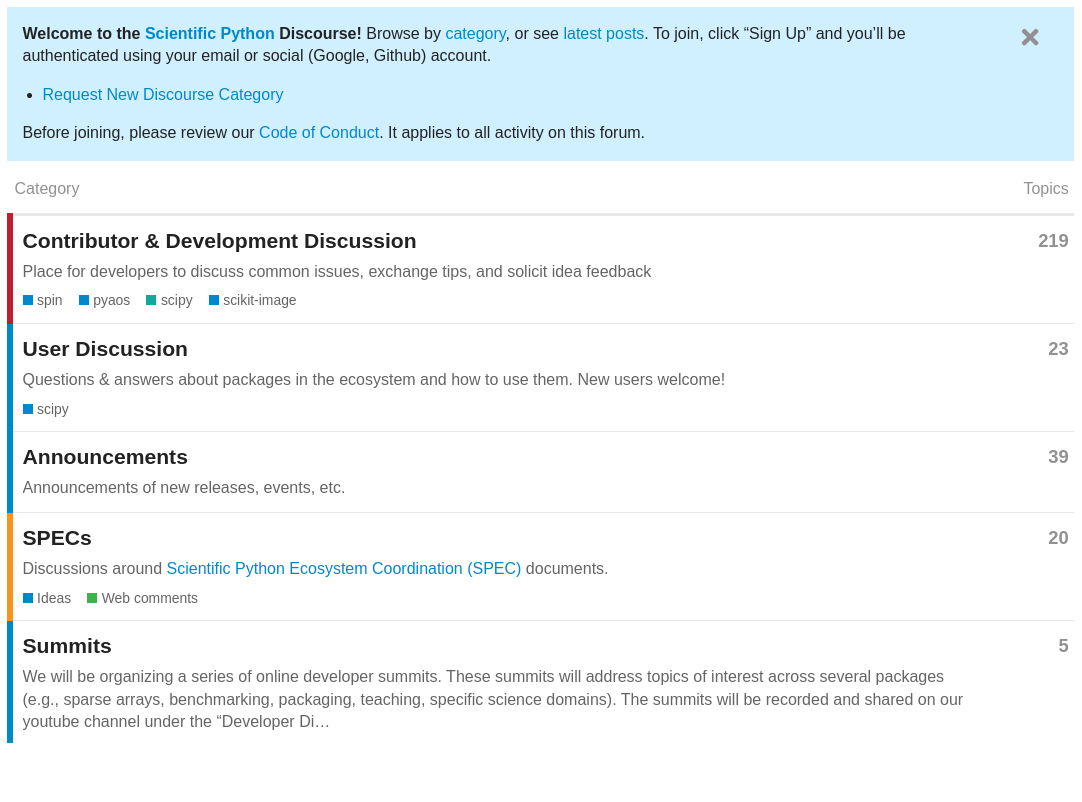 Welcome to the Scientific Python Discourse! Browse by category, or see latest posts. To join, click “Sign Up” and you’ll be
authenticated using your email or social (Google, Github) account.
Request New Discourse Category
Before joining, please review our Code of Conduct. It applies to all activity on this forum.
Category Topics
Contributor & Development Discussion 219
Place for developers to discuss common issues, exchange tips, and solicit idea feedback
spin pyaos scipy scikit-image
User Discussion 23
Questions & answers about packages in the ecosystem and how to use them. New users welcome!
scipy
Announcements 39
Announcements of new releases, events, etc.
SPECs 20
Discussions around Scientific Python Ecosystem Coordination (SPEC) documents.
Ideas Web comments
Summits 5
We will be organizing a series of online developer summits. These summits will address topics of interest across several packages
(e.g., sparse arrays, benchmarking, packaging, teaching, specific science domains). The summits will be recorded and shared on our
youtube channel under the “Developer Di…